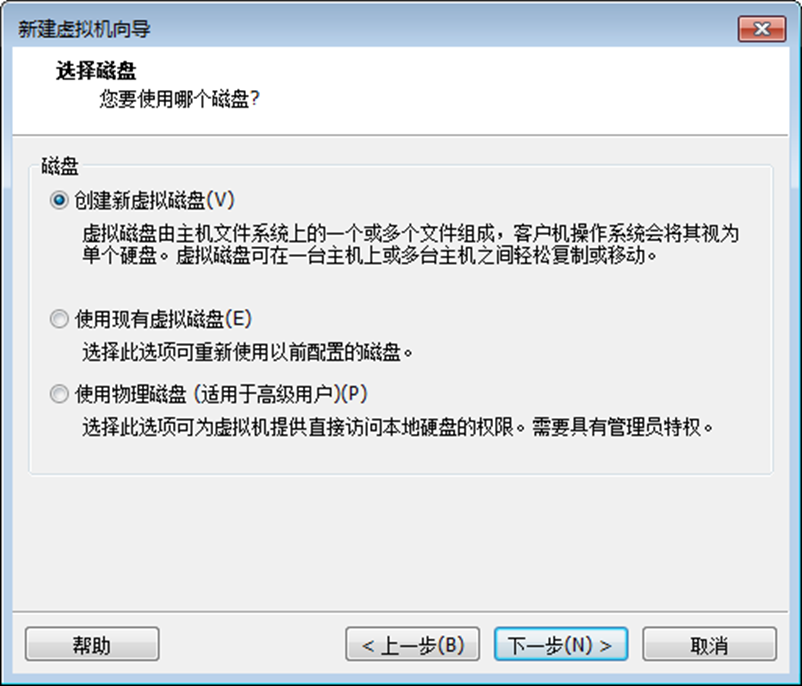 新建虚拟机向导
选择磁盘
您要使用哪个磁盘?
磁盘
创建新虚拟磁盘(V)
虚拟磁盘由主机文件系统上的一个或多个文件组成，客户机操作系统会将其视为
单个硬盘。虚拟磁盘可在一台主机上或多台主机之间轻松复制或移动。
使用现有虚拟磁盘(E)
选择此选项可重新使用以前配置的磁盘。
使用物理磁盘 (适用于高级用户)(P)
选择此选项可为虚拟机提供直接访问本地硬盘的权限。需要具有管理员特权。
帮助
< 上一步(B)
下一步(N) >
取消